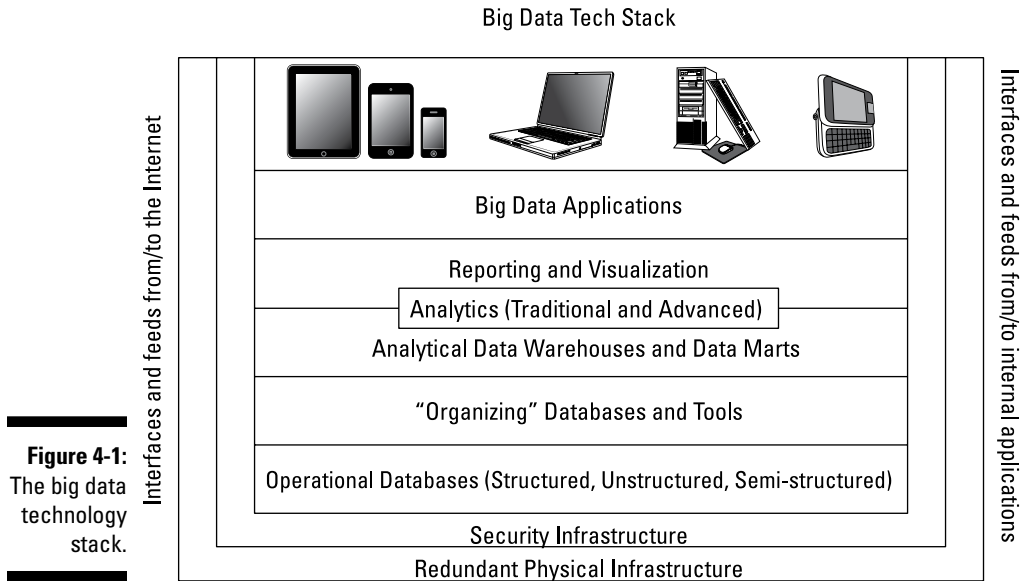 Big Data Tech Stack
Interfaces and feeds from/to the Internet
Big Data Applications
Reporting and Visualization
Analytics (Traditional and Advanced)
Analytical Data Warehouses and Data Marts
“Organizing” Databases and Tools
Operational Databases (Structured, Unstructured, Semi-structured)
Security Infrastructure
Redundant Physical Infrastructure
Interfaces and feeds from/to internal applications
Figure 4-1:
The big data
technology
stack.